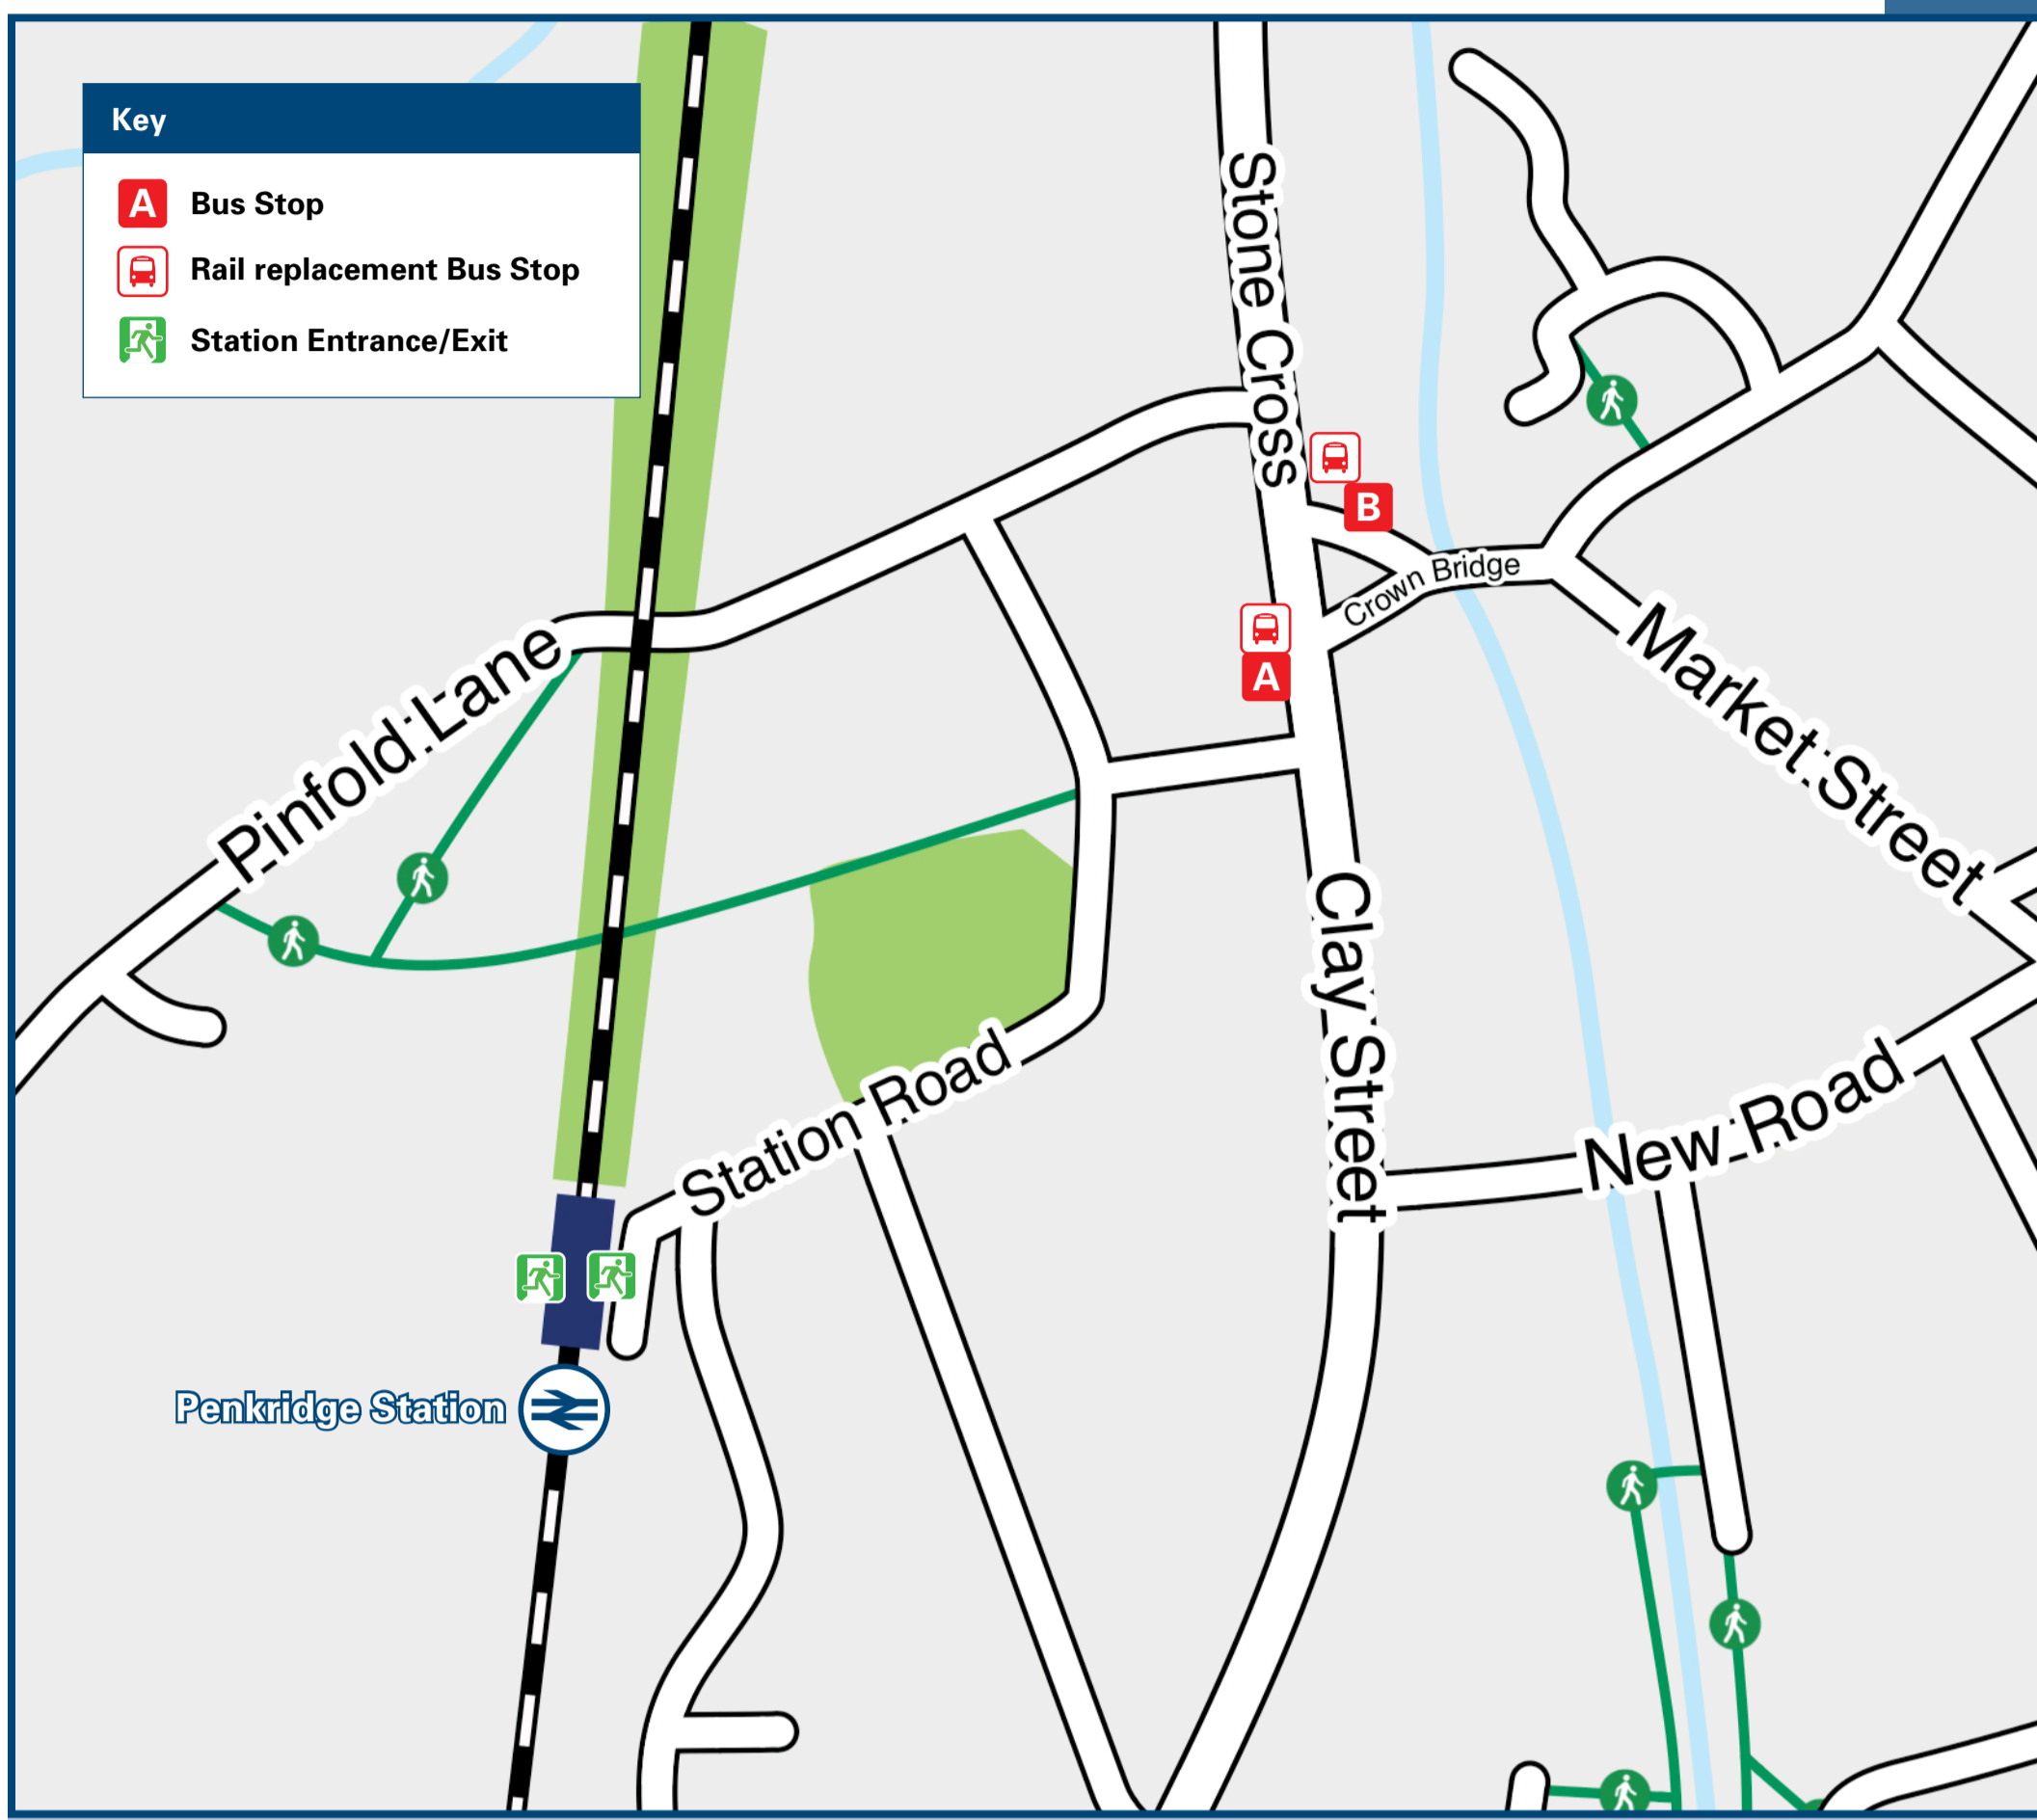 Key
A Bus Stop
Rail replacement Bus Stop
Station Entrance/Exit
Stone Cross
B
Crown Bridge
A
Market Street
Pinfold Lane
Clay Street
Station Road
New Road
Penkridge Station